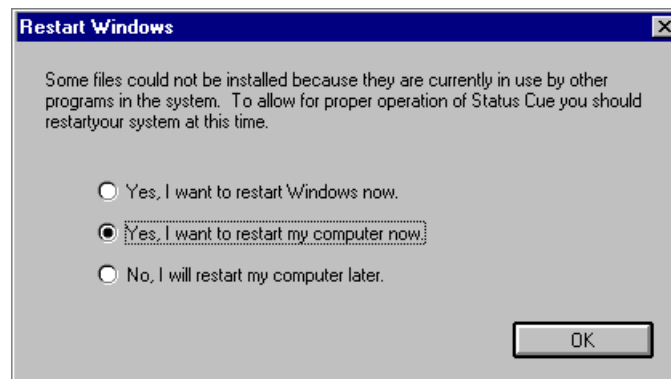 Restart Windows
Some files could not be installed because they are currently in use by other
programs in the system.  To allow for proper operation of Status Cue you should
restartyour system at this time.
Yes, I want to restart Windows now.
Yes, I want to restart my computer now.
No, I will restart my computer later.
OK